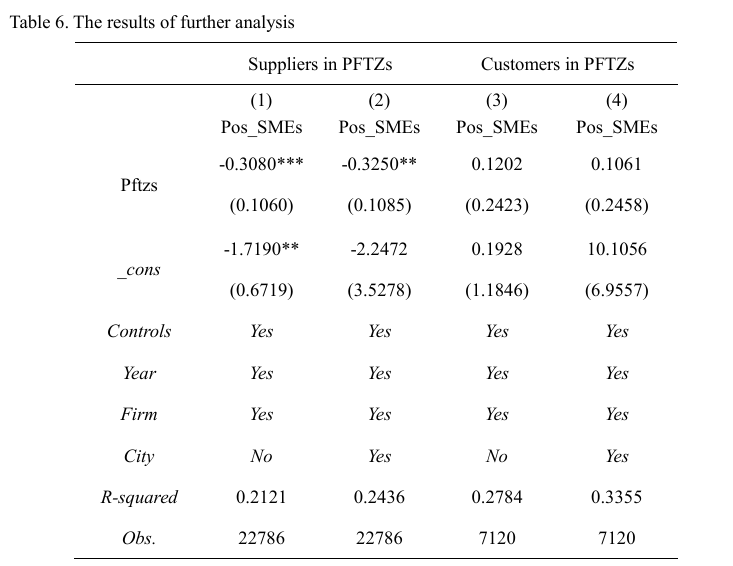 Table 6. The results of further analysis
Suppliers in PFTZs Customers in PFTZs
(1) (2) (3) (4)
Pos_SMEs Pos_SMEs Pos_SMEs Pos_SMEs
-0.3080*** -0.3250** 0.1202 0.1061
Pftzs
(0.1060) (0.1085) (0.2423) (0.2458)
-1.7190** -2.2472 0.1928 10.1056
_cons
(0.6719) (3.5278) (1.1846) (6.9557)
Controls Yes Yes Yes Yes
Year Yes Yes Yes Yes
Firm Yes Yes Yes Yes
City No Yes No Yes
R-squared 0.2121 0.2436 0.2784 0.3355
Obs. 22786 22786 7120 7120